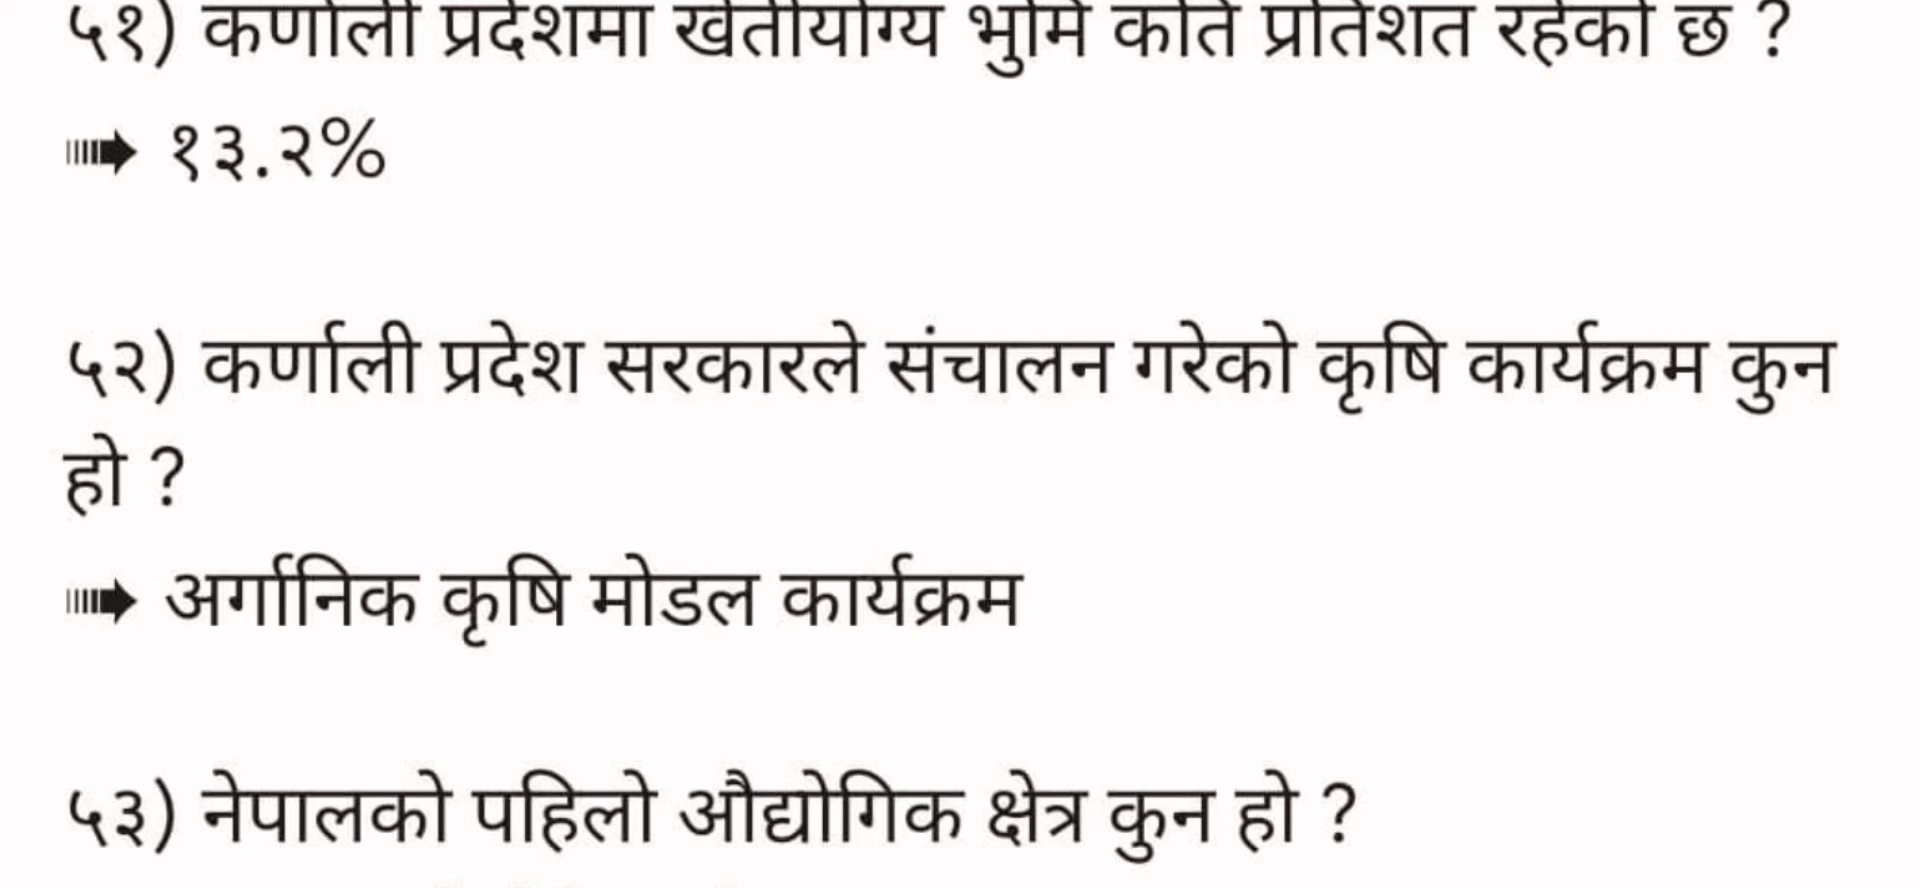 ५१) कर्णाली प्रदेशमा खेतीयोग्य भुमि कति प्रतिशत रहेको छ ?
➠ १३.२%
५२) कर्णाली प्रदेश सरकारले संचालन गरेको कृषि कार्यक्रम कुन
हो ?
➠ अर्गानिक कृषि मोडल कार्यक्रम
५३) नेपालको पहिलो औद्योगिक क्षेत्र कुन हो ?